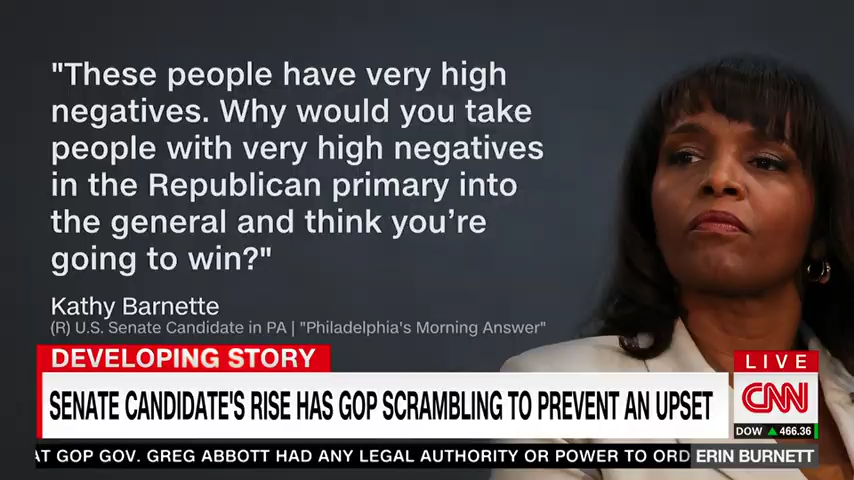 "These people have very high
negatives. Why would you take
people with very high negatives
in the Republican primary into
the general and think you're
going to win?"
Kathy Barnette
(R) U.S. Senate Candidate in PA | "Philadelphia's Morning Answer"
DEVELOPING STORY
SENATE CANDIDATE'S RISE HAS GOP SCRAMBLING TO PREVENT AN UPSET
LIVE
CNN
DOW ▲ 466.36
AT GOP GOV. GREG ABBOTT HAD ANY LEGAL AUTHORITY OR POWER TO ORD
ERIN BURNETT